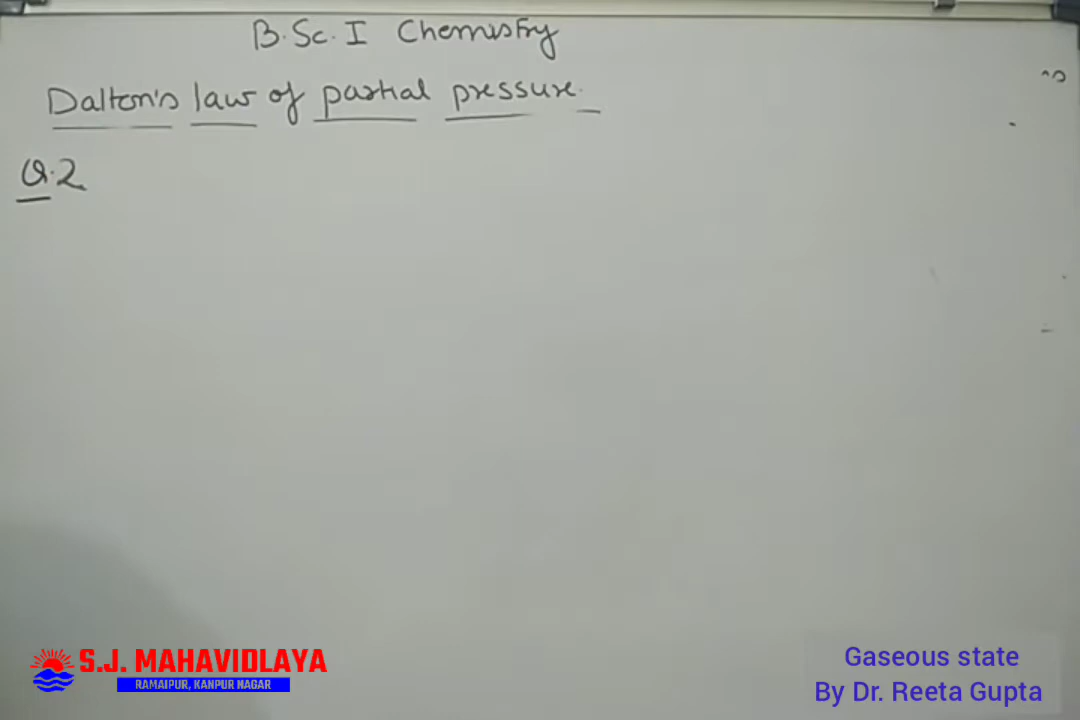 B.Sc. I Chemistry
Dalton's law of partial pressure.
Q.2
S.J. MAHAVIDLAYA
RAMAIPUR, KANPUR NAGAR
Gaseous state
By Dr. Reeta Gupta